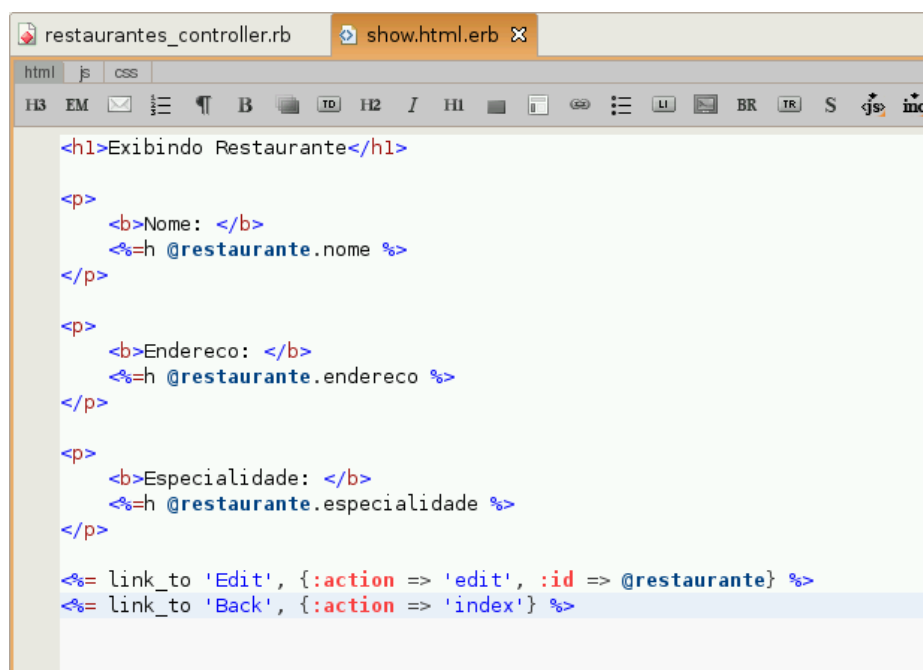 restaurantes_controller.rb show.html.erb
html js css
H3 EM ¶ B TD H2 I H1 LI BR TR S js
<h1>Exibindo Restaurante</h1>
<p>
<b>Nome: </b>
<%=h @restaurante.nome %>
</p>
<p>
<b>Endereco: </b>
<%=h @restaurante.endereco %>
</p>
<p>
<b>Especialidade: </b>
<%=h @restaurante.especialidade %>
</p>
<%= link_to 'Edit', {:action => 'edit', :id => @restaurante} %>
<%= link_to 'Back', {:action => 'index'} %>